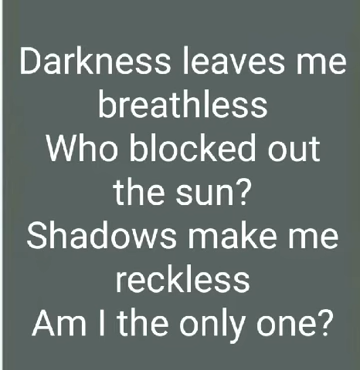 Darkness leaves me
breathless
Who blocked out
the sun?
Shadows make me
reckless
Am I the only one?